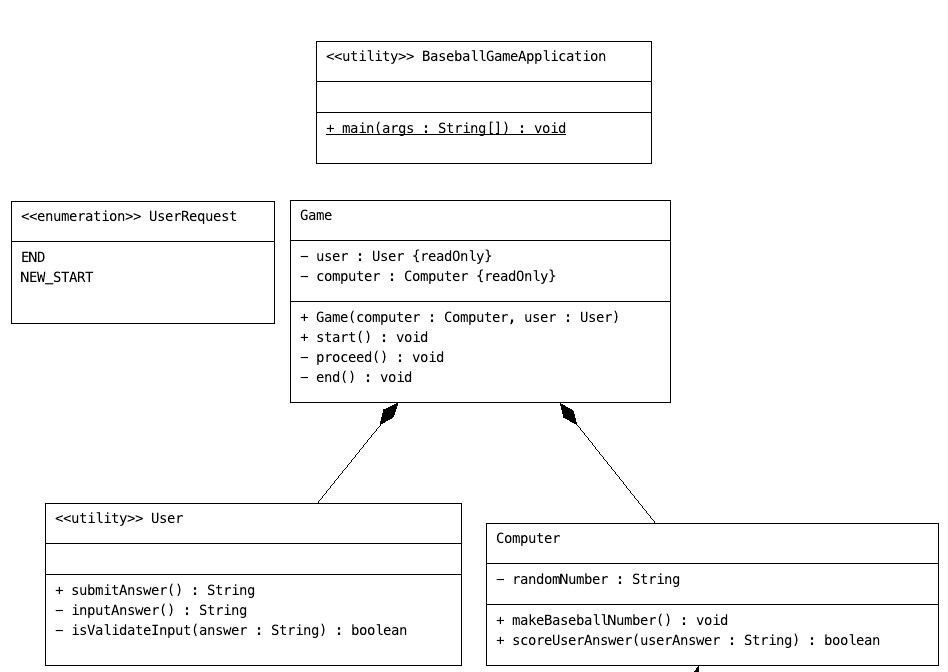 <<utility>> BaseballGameApplication
+ main(args : String[]) : void
<<enumeration>> UserRequest
END
NEW_START
Game
− user : User {readOnly}
− computer : Computer {readOnly}
+ Game(computer : Computer, user : User)
+ start() : void
− proceed() : void
− end() : void
<<utility>> User
+ submitAnswer() : String
− inputAnswer() : String
− isValidateInput(answer : String) : boolean
Computer
− randomNumber : String
+ makeBaseballNumber() : void
+ scoreUserAnswer(userAnswer : String) : boolean